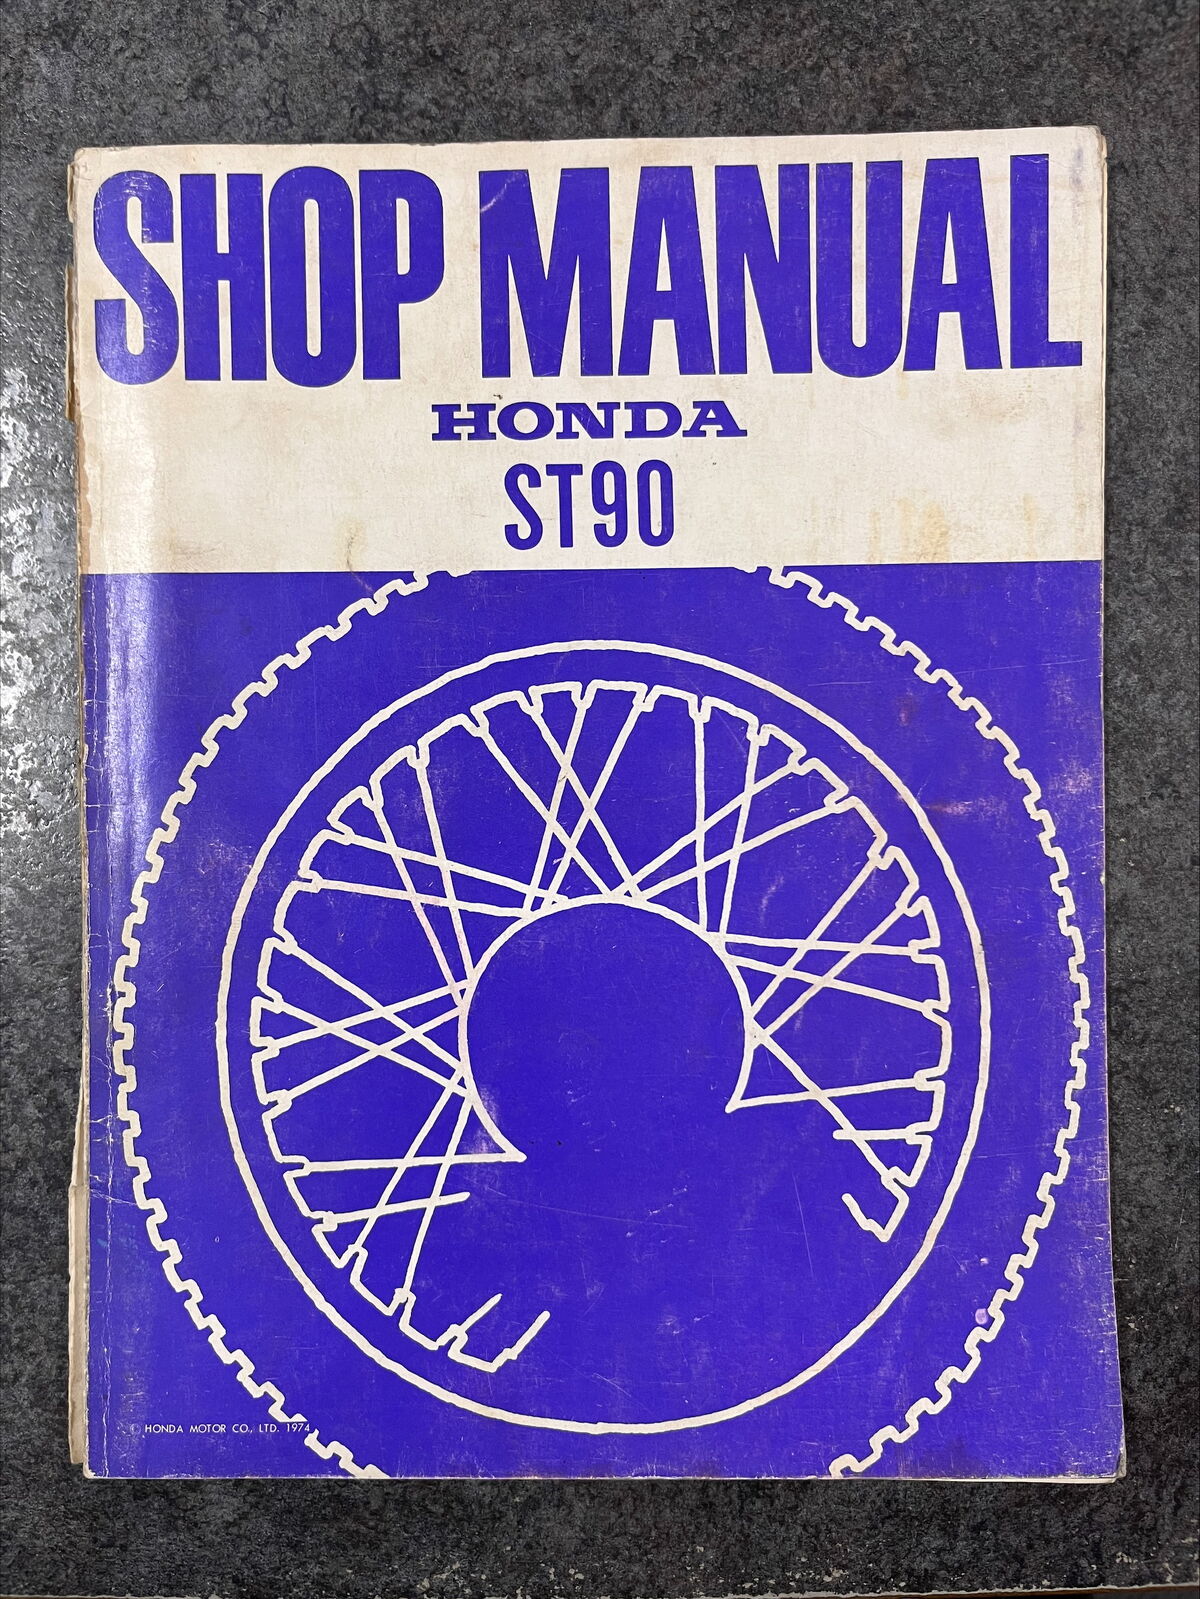 SHOP MANUAL
HONDA
ST90
© HONDA MOTOR CO., LTD. 1974